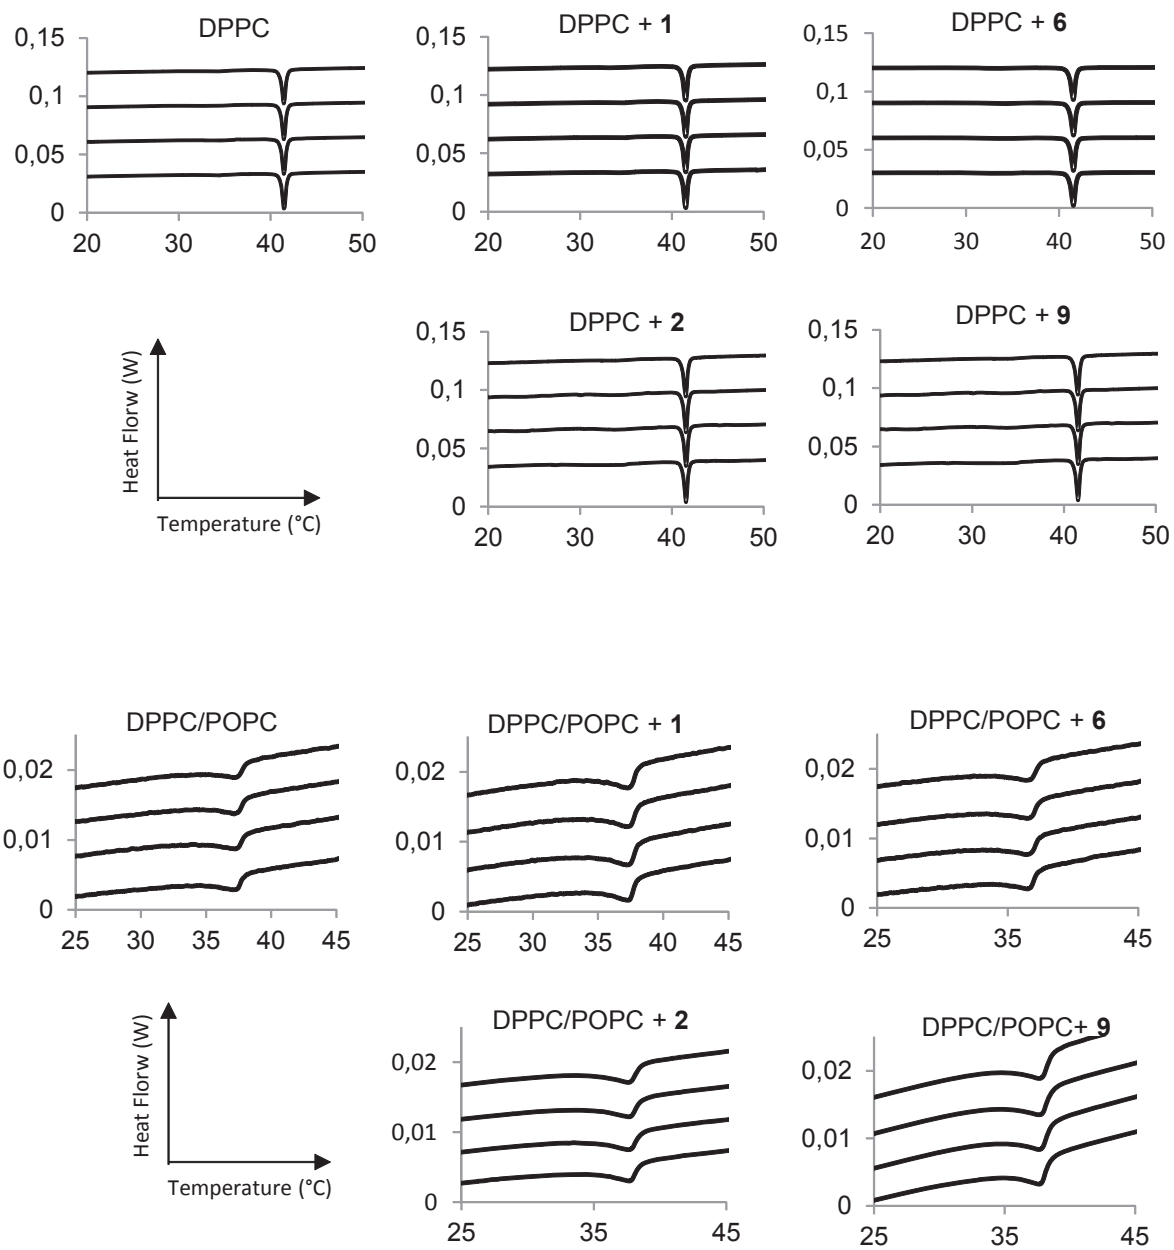 DPPC
0,15
0,1
0,05
0
20 30 40 50
DPPC + 1
0,15
0,1
0,05
0
20 30 40 50
DPPC + 6
0,15
0,1
0,05
0
20 30 40 50
Heat Florw (W)
Temperature (°C)
DPPC + 2
0,15
0,1
0,05
0
20 30 40 50
DPPC + 9
0,15
0,1
0,05
0
20 30 40 50
DPPC/POPC
0,02
0,01
0
25 30 35 40 45
DPPC/POPC + 1
0,02
0,01
0
25 30 35 40 45
DPPC/POPC + 6
0,02
0,01
0
25 35 45
Heat Florw (W)
Temperature (°C)
DPPC/POPC + 2
0,02
0,01
0
25 35 45
DPPC/POPC+ 9
0,02
0,01
0
25 35 45